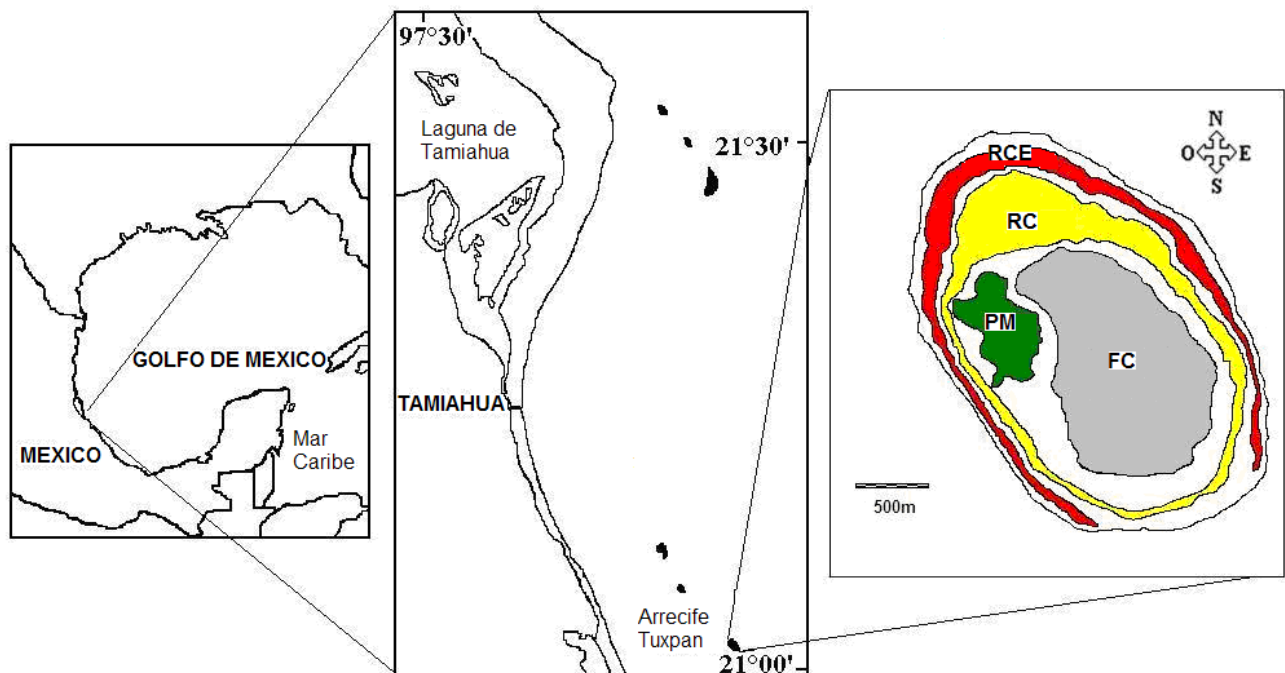 GOLFO DE MEXICO
MEXICO
Mar
Caribe
97°30'
Laguna de
Tamiahua
21°30'
TAMIAHUA
Arrecife
Tuxpan
21°00'
N
O E
S
RCE
RC
PM
FC
500m